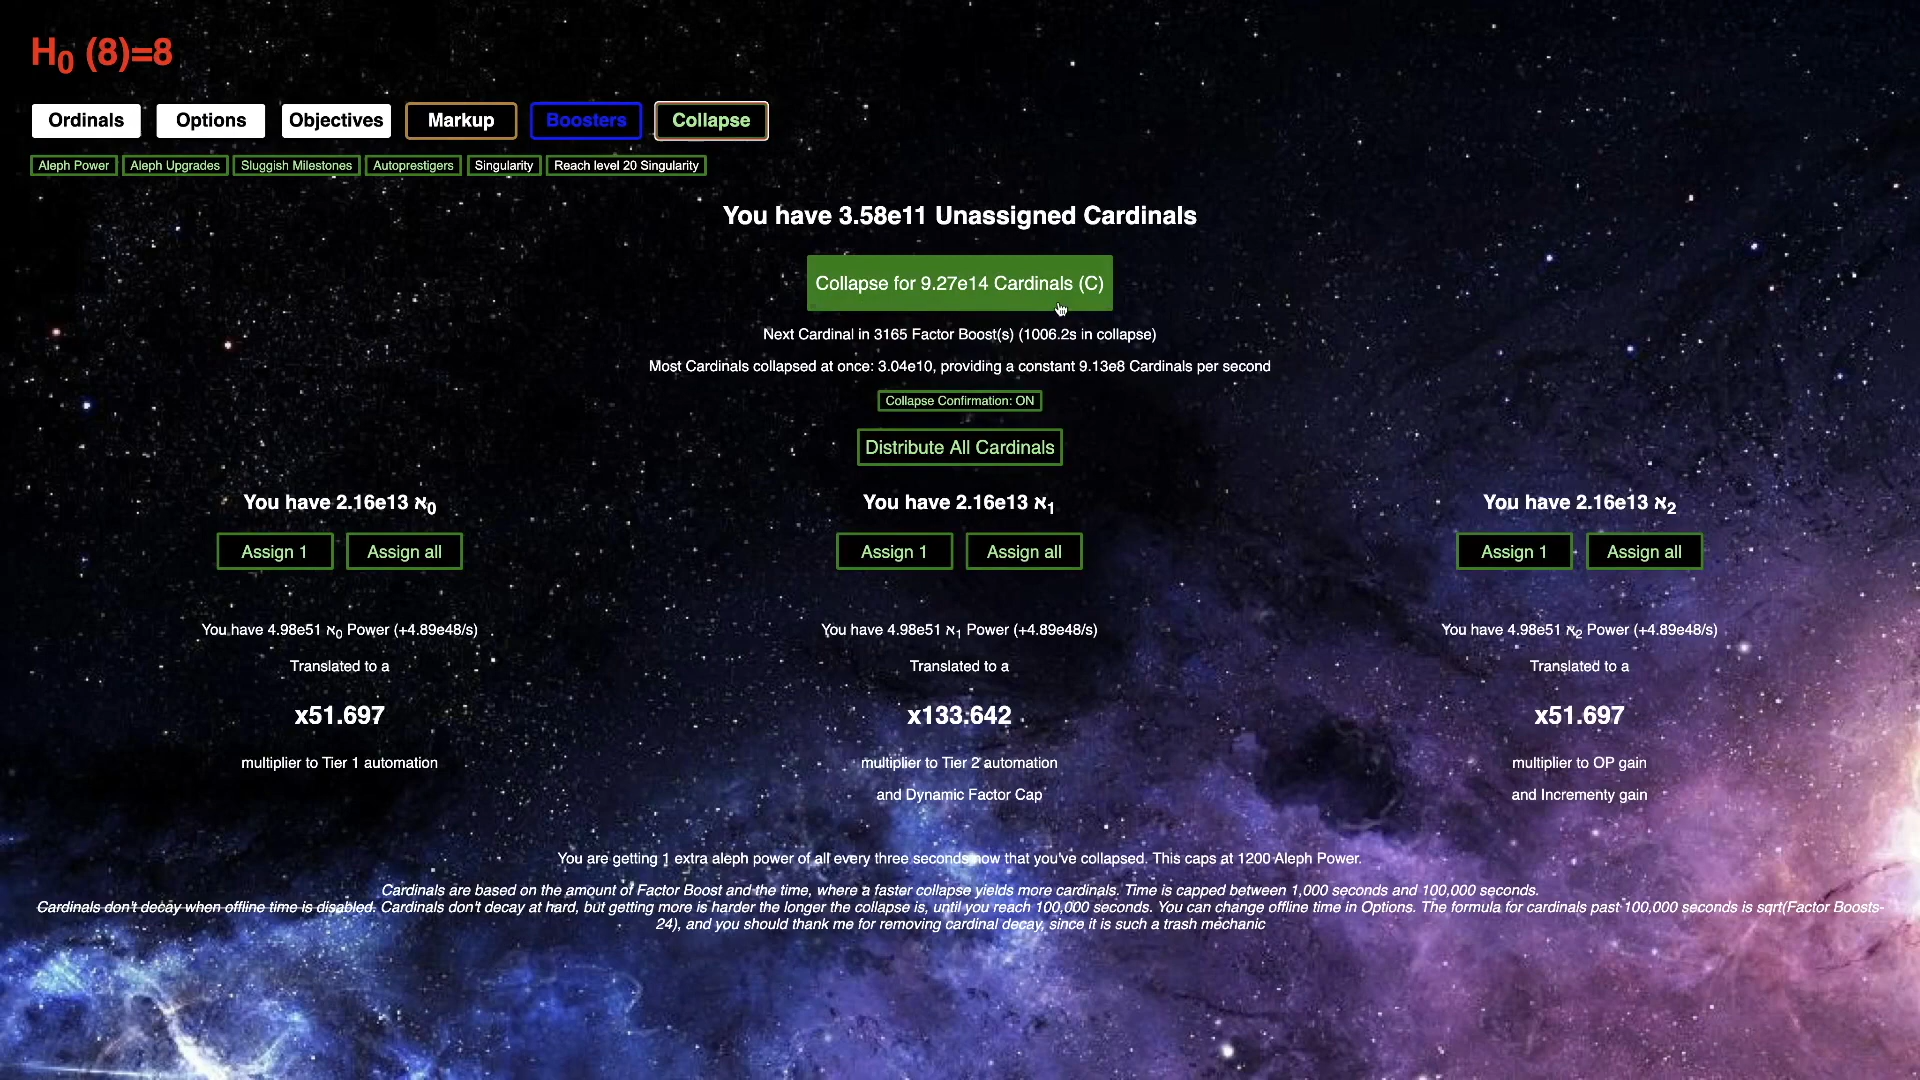 H₀ (8)=8
Ordinals Options Objectives Markup Boosters Collapse
Aleph Power Aleph Upgrades Sluggish Milestones Autoprestigers Singularity Reach level 20 Singularity
You have 3.58e11 Unassigned Cardinals
Collapse for 9.27e14 Cardinals (C)
Next Cardinal in 3165 Factor Boost(s) (1006.2s in collapse)
Most Cardinals collapsed at once: 3.04e10, providing a constant 9.13e8 Cardinals per second
Collapse Confirmation: ON
Distribute All Cardinals
You have 2.16e13 ℵ₀ You have 2.16e13 ℵ₁ You have 2.16e13 ℵ₂
Assign 1 Assign all Assign 1 Assign all Assign 1 Assign all
You have 4.98e51 ℵ₀ Power (+4.89e48/s) You have 4.98e51 ℵ₁ Power (+4.89e48/s) You have 4.98e51 ℵ₂ Power (+4.89e48/s)
Translated to a Translated to a Translated to a
x51.697 x133.642 x51.697
multiplier to Tier 1 automation multiplier to Tier 2 automation multiplier to OP gain
and Dynamic Factor Cap and Incrementy gain
You are getting 1 extra aleph power of all every three seconds now that you've collapsed. This caps at 1200 Aleph Power.
Cardinals are based on the amount of Factor Boost and the time, where a faster collapse yields more cardinals. Time is capped between 1,000 seconds and 100,000 seconds.
Cardinals don't decay when offline time is disabled. Cardinals don't decay at hard, but getting more is harder the longer the collapse is, until you reach 100,000 seconds. You can change offline time in Options. The formula for cardinals past 100,000 seconds is sqrt(Factor Boosts-
24), and you should thank me for removing cardinal decay, since it is such a trash mechanic